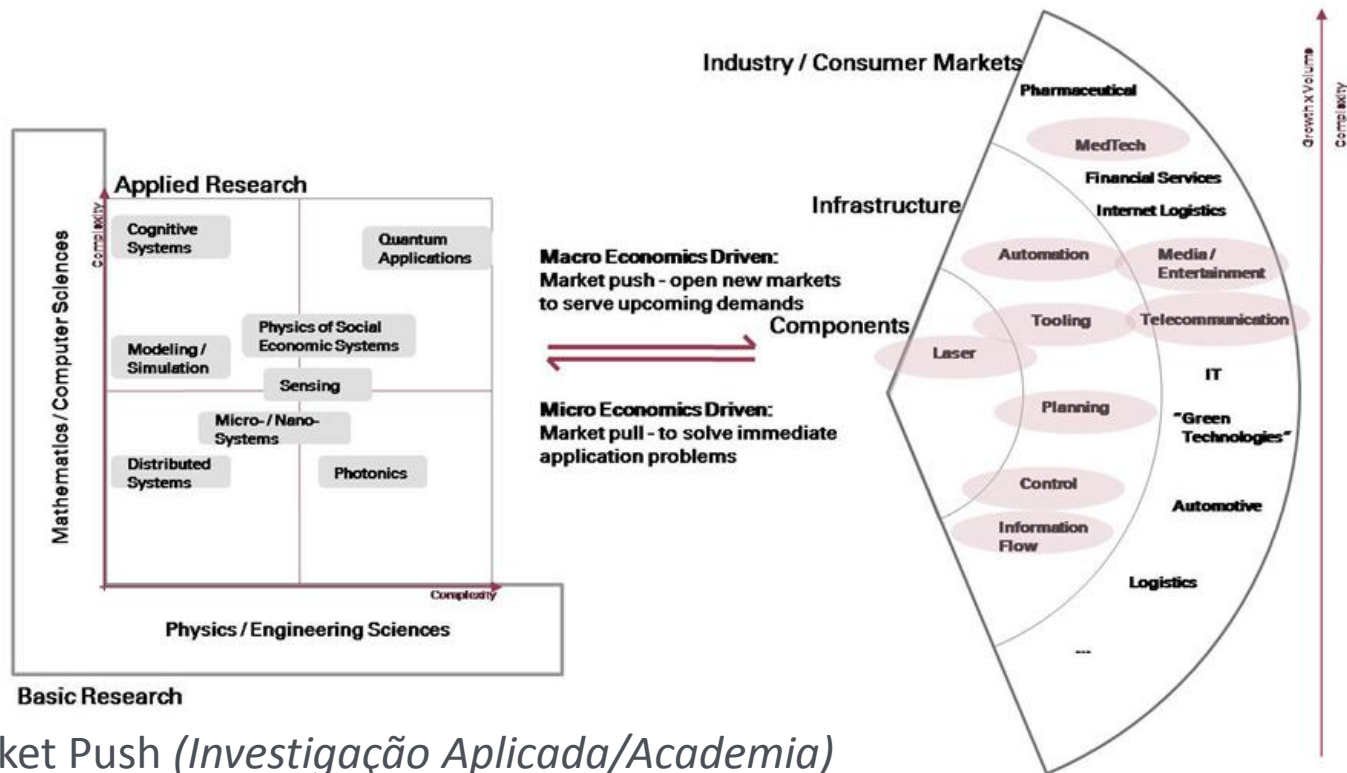 Industry / Consumer Markets
Pharmaceutical
MedTech
Financial Services
Internet Logistics
Infrastructure
Automation
Media /
Entertainment
Tooling
Telecommunication
Components
Laser
IT
Planning
"Green
Technologies"
Control
Automotive
Information
Flow
Logistics
---
Growth x Volume
Complexity
Applied Research
Complexity
Cognitive
Systems
Quantum
Applications
Physics of Social
Economic Systems
Modeling /
Simulation
Sensing
Micro- / Nano-
Systems
Distributed
Systems
Photonics
Complexity
Mathematics / Computer Sciences
Physics / Engineering Sciences
Basic Research
Macro Economics Driven:
Market push - open new markets
to serve upcoming demands
Micro Economics Driven:
Market pull - to solve immediate
application problems
ket Push (Investigação Aplicada/Academia)